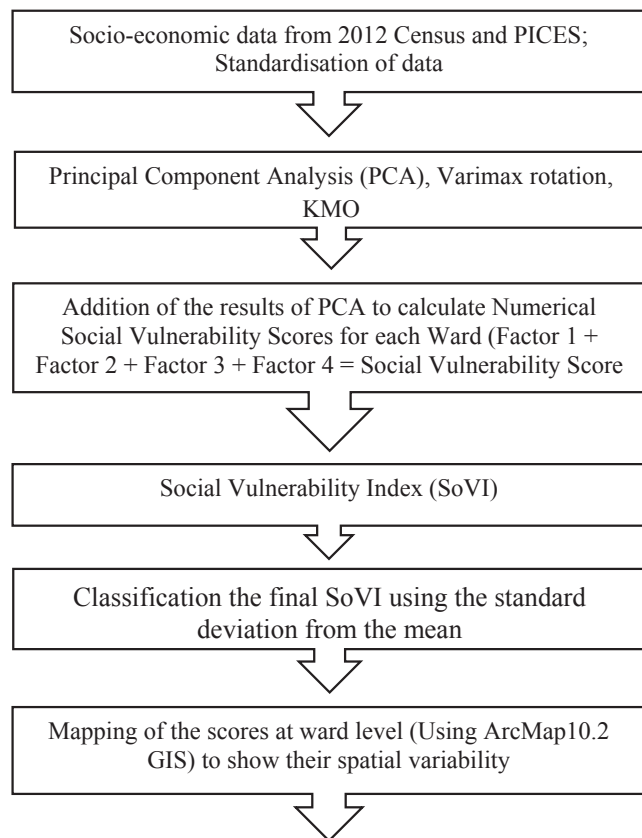 Socio-economic data from 2012 Census and PICES;
Standardisation of data
Principal Component Analysis (PCA), Varimax rotation,
KMO
Addition of the results of PCA to calculate Numerical
Social Vulnerability Scores for each Ward (Factor 1 +
Factor 2 + Factor 3 + Factor 4 = Social Vulnerability Score
Social Vulnerability Index (SoVI)
Classification the final SoVI using the standard
deviation from the mean
Mapping of the scores at ward level (Using ArcMap10.2
GIS) to show their spatial variability